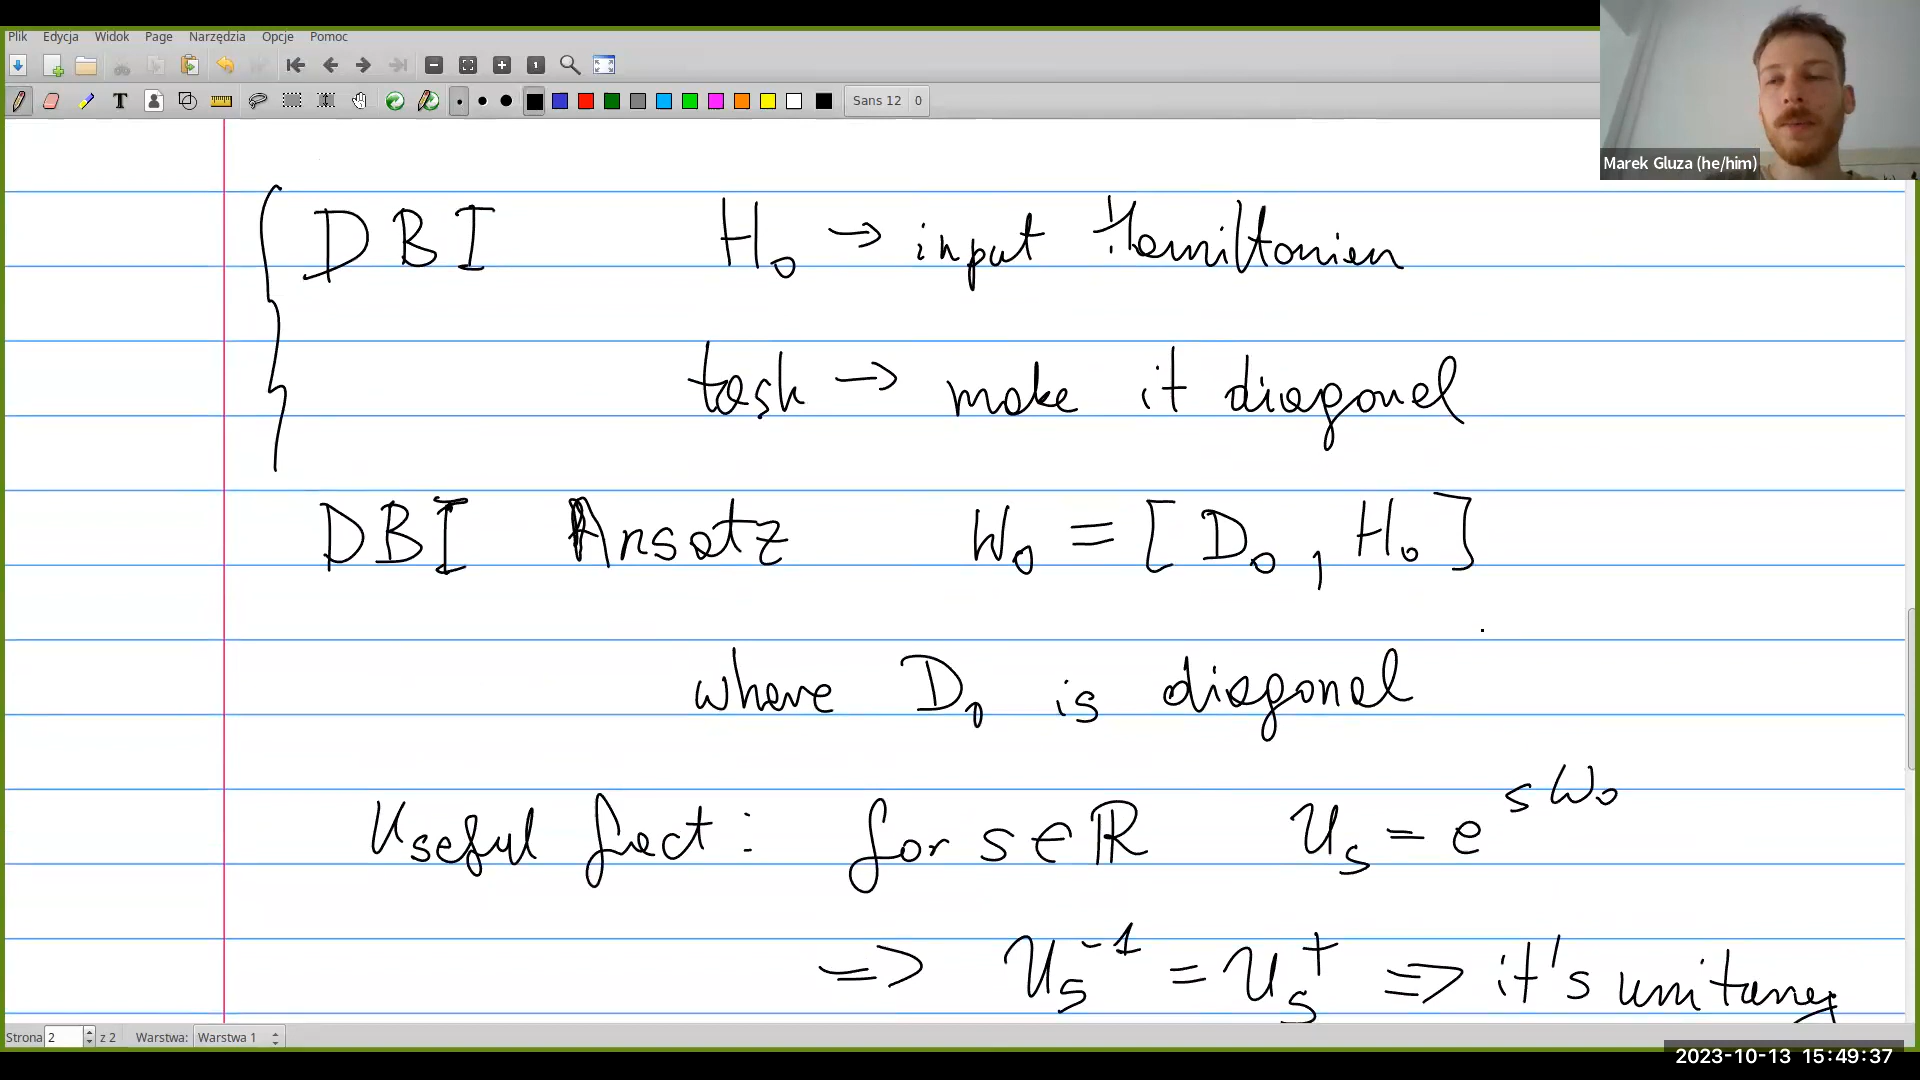 Plik Edycja Widok Page Narzędzia Opcje Pomoc
Sans 12 0
Marek Gluza (he/him)
DBI H₀ → input Hamiltonian
task → make it diagonal
DBI Ansatz W₀ = [D₀, H₀]
where D₀ is diagonal
Useful fact: for s ∈ ℝ Uₛ = e^{sW₀}
=> Uₛ⁻¹ = Uₛ† => it's unitary
Strona 2 z 2 Warstwa: Warstwa 1
2023-10-13 15:49:37